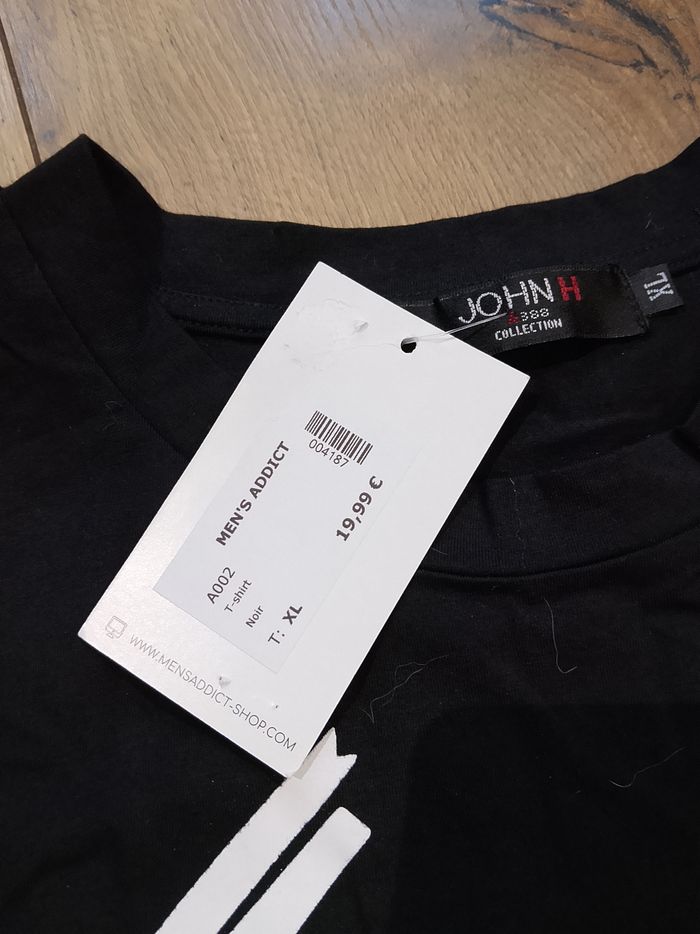 JOHN H
&388
COLLECTION
XL
004187
MEN'S ADDICT
19,99 €
A002
T-shirt
Noir
T: XL
WWW.MENSADDICT-SHOP.COM